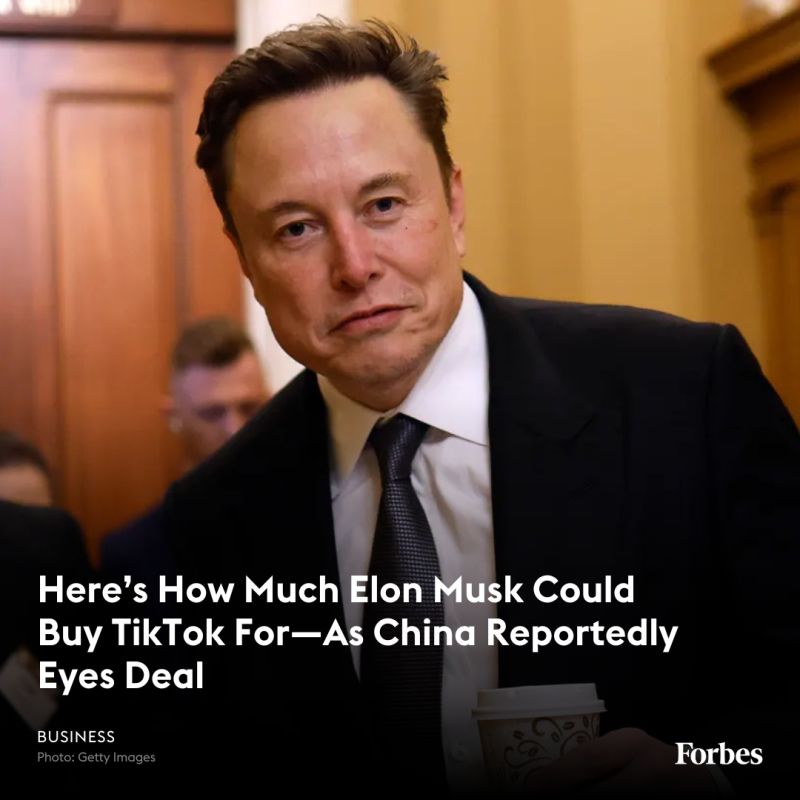 Here’s How Much Elon Musk Could
Buy TikTok For—As China Reportedly
Eyes Deal
BUSINESS
Photo: Getty Images
Forbes